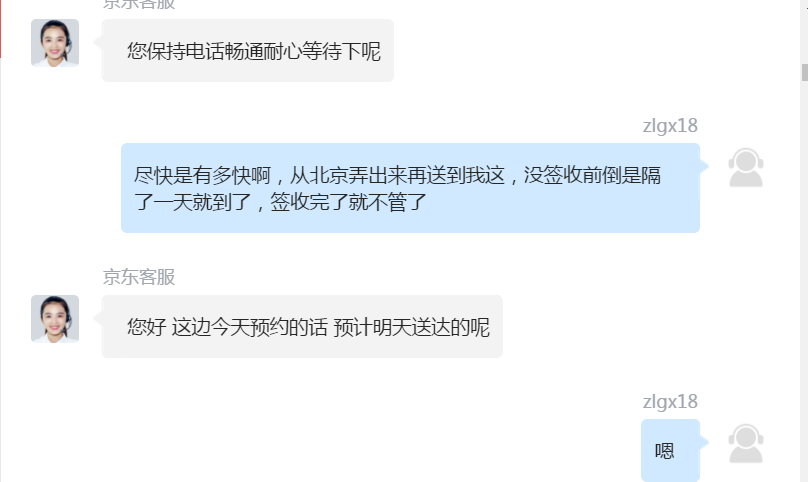 京东客服
您保持电话畅通耐心等待下呢
zlgx18
尽快是有多快啊，从北京弄出来再送到我这，没签收前倒是隔
了一天就到了，签收完了就不管了
京东客服
您好 这边今天预约的话 预计明天送达的呢
zlgx18
嗯